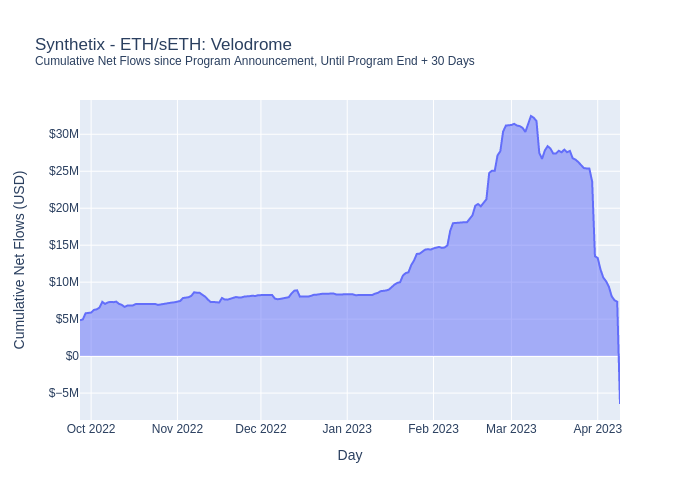 Synthetix - ETH/sETH: Velodrome
Cumulative Net Flows since Program Announcement, Until Program End + 30 Days
Cumulative Net Flows (USD)
$30M
$25M
$20M
$15M
$10M
$5M
$0
$−5M
Oct 2022
Nov 2022
Dec 2022
Jan 2023
Feb 2023
Mar 2023
Apr 2023
Day